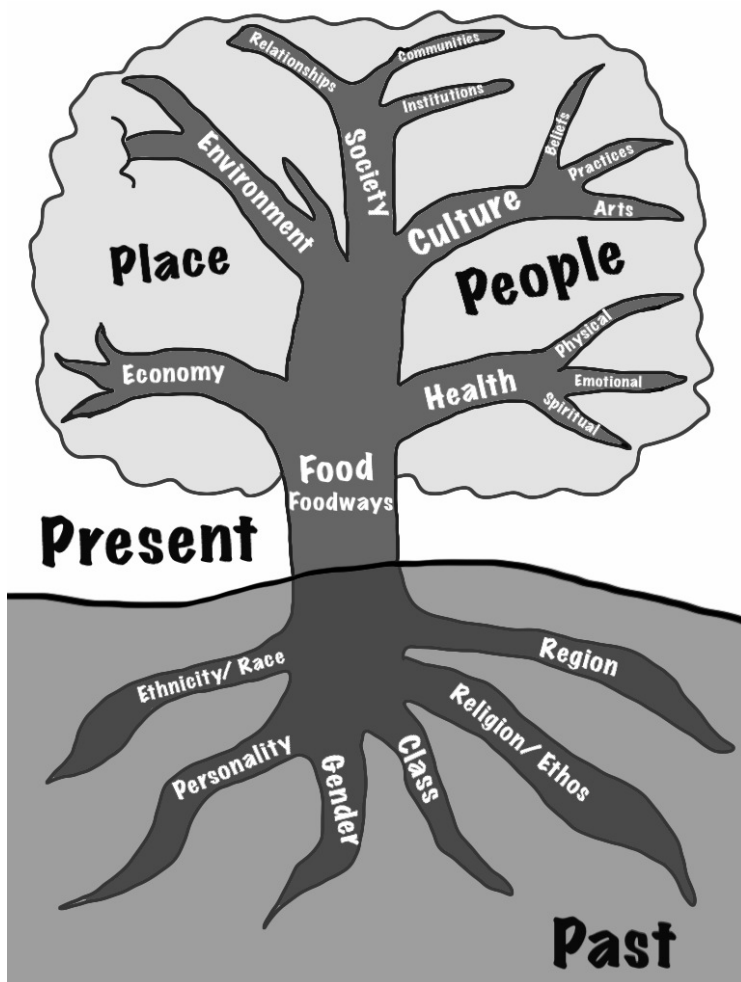 Relationships
Communities
Institutions
Society
Environment
Beliefs
Practices
Arts
Culture
Place
People
Economy
Physical
Emotional
Spiritual
Health
Food
Foodways
Present
Ethnicity/ Race
Region
Personality
Gender
Class
Religion/ Ethos
Past